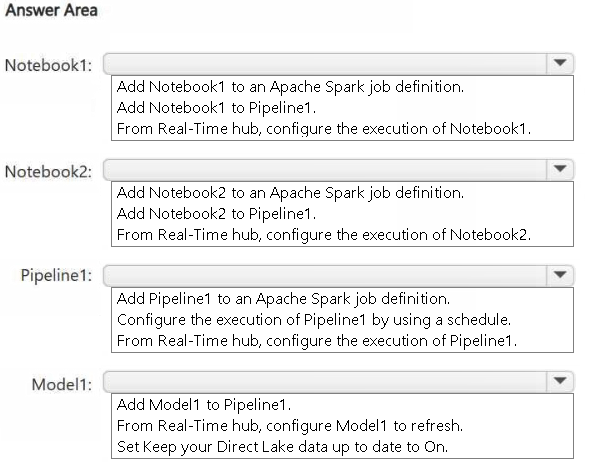 Answer Area
Notebook1:
Add Notebook1 to an Apache Spark job definition.
Add Notebook1 to Pipeline1.
From Real-Time hub, configure the execution of Notebook1.
Notebook2:
Add Notebook2 to an Apache Spark job definition.
Add Notebook2 to Pipeline1.
From Real-Time hub, configure the execution of Notebook2.
Pipeline1:
Add Pipeline1 to an Apache Spark job definition.
Configure the execution of Pipeline1 by using a schedule.
From Real-Time hub, configure the execution of Pipeline1.
Model1:
Add Model1 to Pipeline1.
From Real-Time hub, configure Model1 to refresh.
Set Keep your Direct Lake data up to date to On.